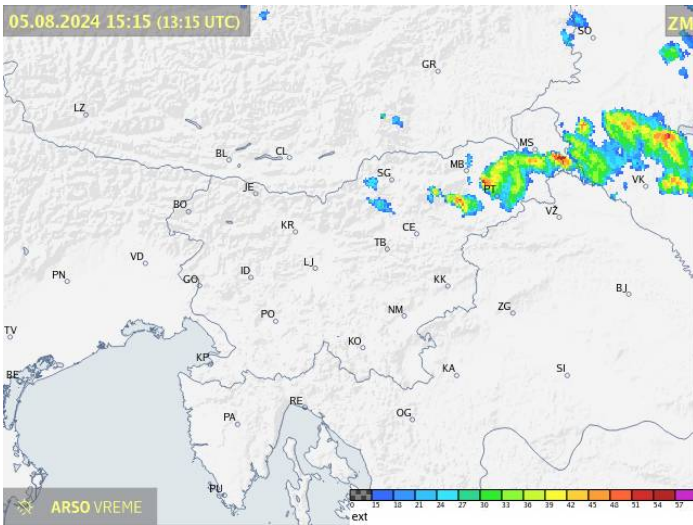 05.08.2024 15:15 (13:15 UTC)
ZM
SO
GR
LZ
MS
BL
CL
MB
SG
VK
JE
PT
BO
VŽ
KR
CE
TB
VD
LJ
PN
ID
GO
KK
BJ
PO
NM
ZG
TV
KO
KP
BE
KA
SI
RE
PA
OG
PU
ARSO VREME
0 15 18 21 24 27 30 33 36 39 42 45 48 51 54 57
ext